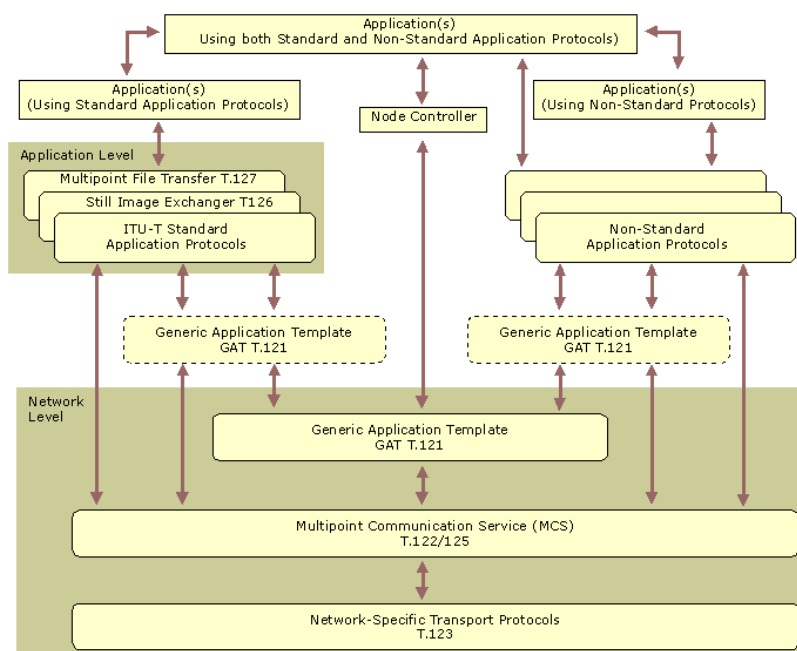 Application(s)
Using both Standard and Non-Standard Application Protocols)
Application(s)
(Using Standard Application Protocols)
Node Controller
Application(s)
(Using Non-Standard Protocols)
Application Level
Multipoint File Transfer T.127
Still Image Exchanger T126
ITU-T Standard
Application Protocols
Non-Standard
Application Protocols
Generic Application Template
GAT T.121
Generic Application Template
GAT T.121
Network
Level
Generic Application Template
GAT T.121
Multipoint Communication Service (MCS)
T.122/125
Network-Specific Transport Protocols
T.123